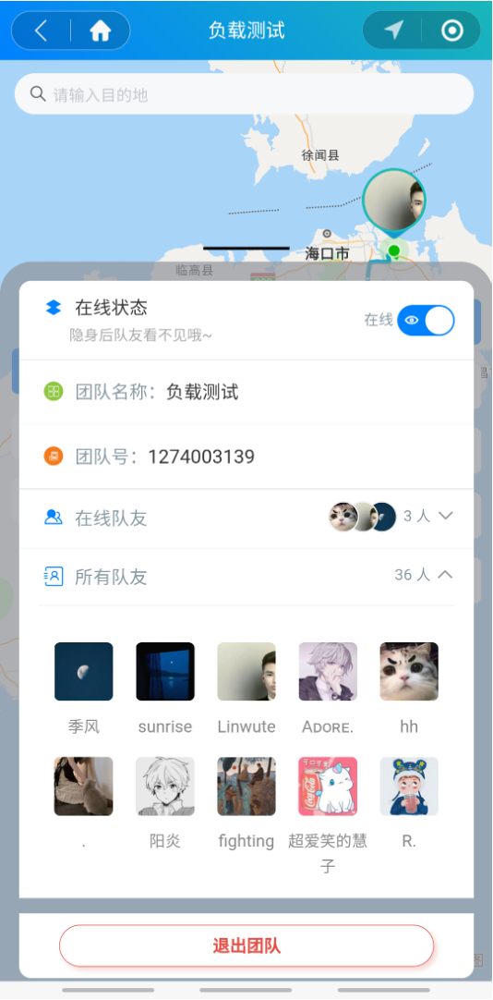 负载测试
请输入目的地
徐闻县
海口市
临高县
在线状态
在线
隐身后队友看不见哦~
团队名称：负载测试
团队号：1274003139
在线队友
3 人
所有队友
36 人
季风
sunrise
Linwute
ADORE.
hh
.
阳炎
fighting
超爱笑的慧
子
R.
退出团队
图